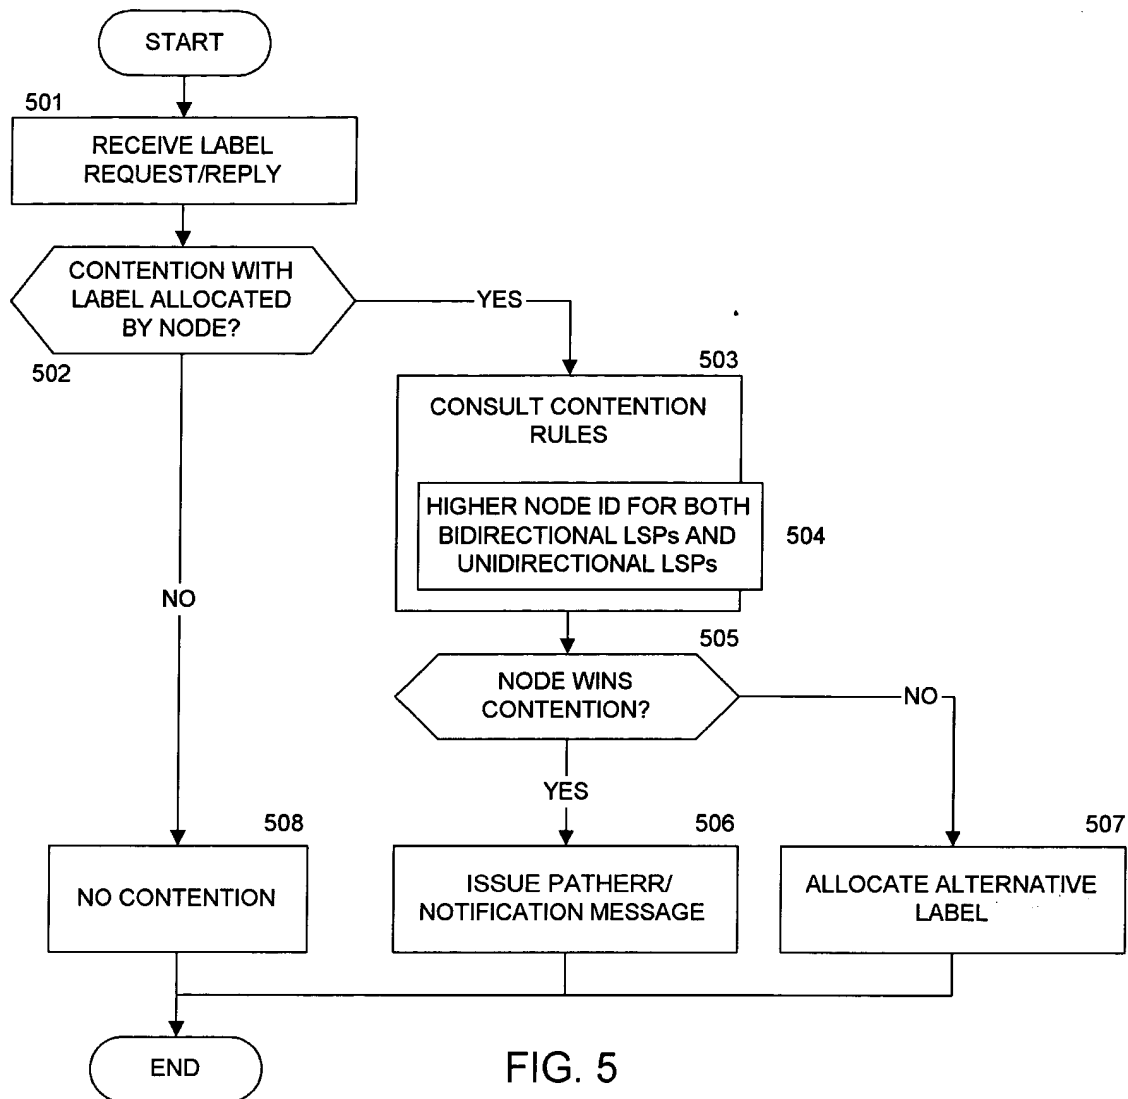 START
501
RECEIVE LABEL
REQUEST/REPLY
CONTENTION WITH
LABEL ALLOCATED
BY NODE?
502
YES
503
CONSULT CONTENTION
RULES
HIGHER NODE ID FOR BOTH
BIDIRECTIONAL LSPs AND
UNIDIRECTIONAL LSPs
504
NO
505
NODE WINS
CONTENTION?
NO
YES
508
NO CONTENTION
506
ISSUE PATHERR/
NOTIFICATION MESSAGE
507
ALLOCATE ALTERNATIVE
LABEL
END
FIG. 5